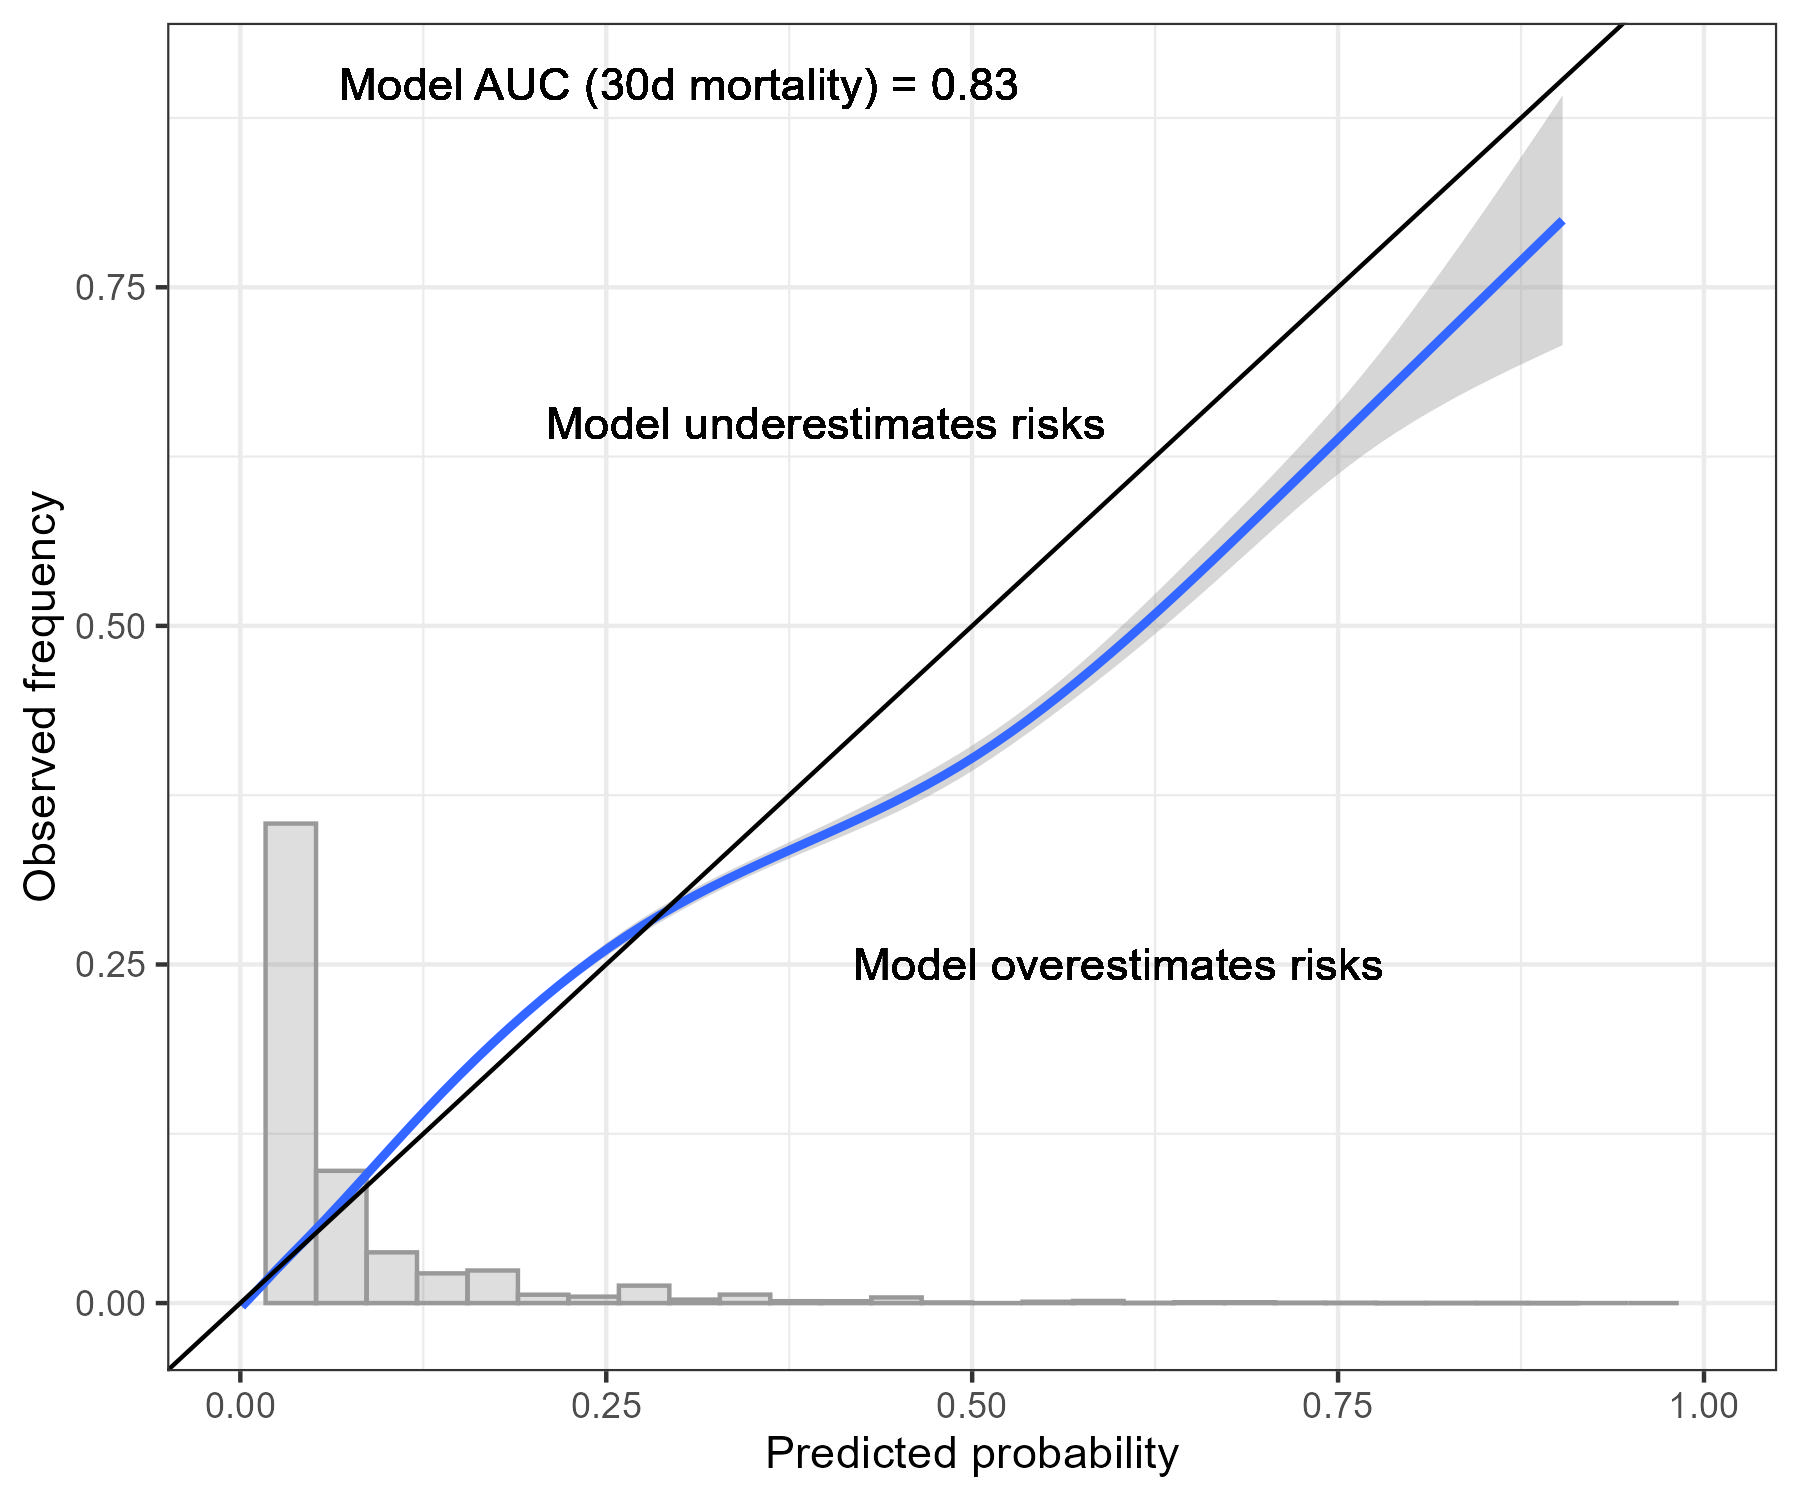 Model AUC (30d mortality) = 0.83
0.75
Model underestimates risks
Observed frequency
0.50
0.25
Model overestimates risks
0.00
0.00 0.25 0.50 0.75 1.00
Predicted probability